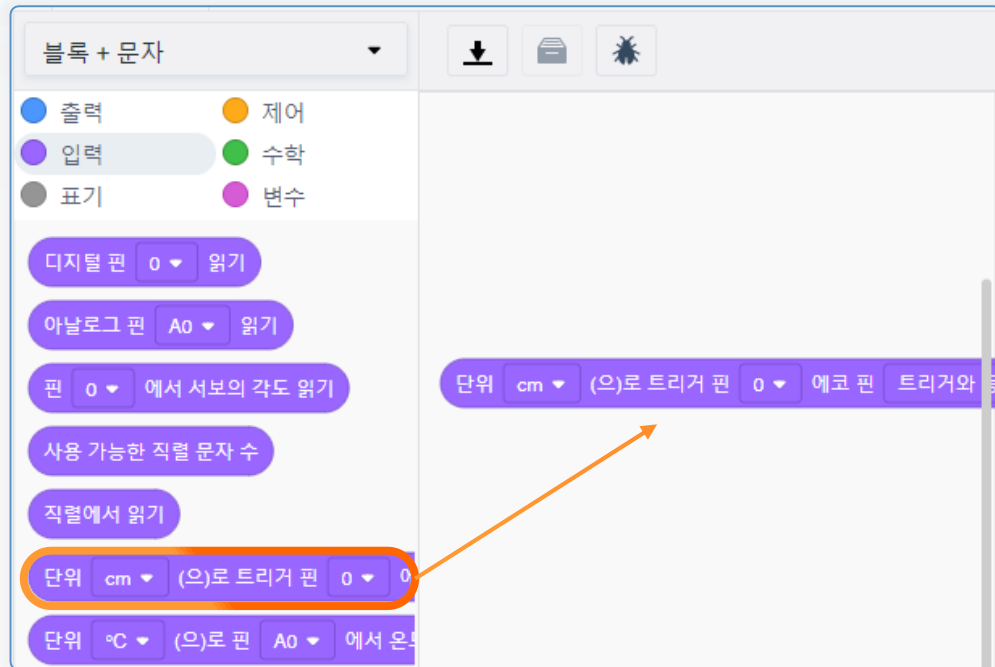 블록 + 문자
출력 제어
입력 수학
표기 변수
디지털 핀 0 읽기
아날로그 핀 A0 읽기
핀 0 에서 서보의 각도 읽기
단위 cm (으)로 트리거 핀 0 에코 핀 트리거와
사용 가능한 직렬 문자 수
직렬에서 읽기
단위 cm (으)로 트리거 핀 0
단위 °C (으)로 핀 A0 에서